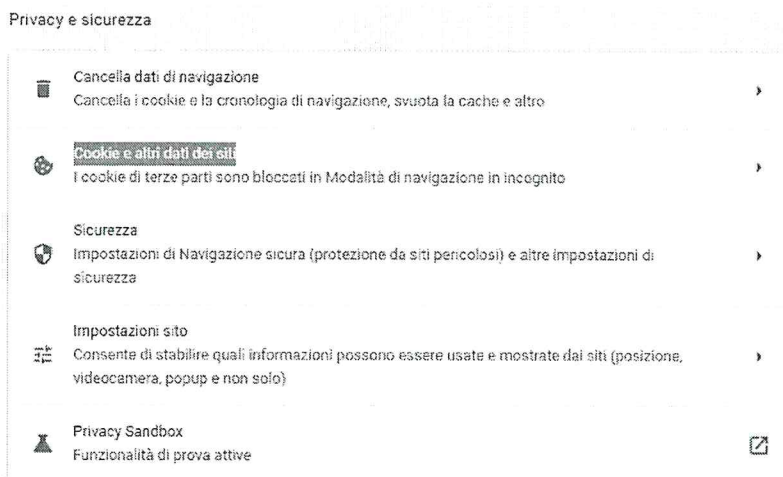 Privacy e sicurezza
Cancella dati di navigazione
Cancella i cookie e la cronologia di navigazione, svuota la cache e altro
Cookie e altri dati dei siti
I cookie di terze parti sono bloccati in Modalità di navigazione in incognito
Sicurezza
Impostazioni di Navigazione sicura (protezione da siti pericolosi) e altre impostazioni di
sicurezza
Impostazioni sito
Consente di stabilire quali informazioni possono essere usate e mostrate dai siti (posizione,
videocamera, popup e non solo)
Privacy Sandbox
Funzionalità di prova attive